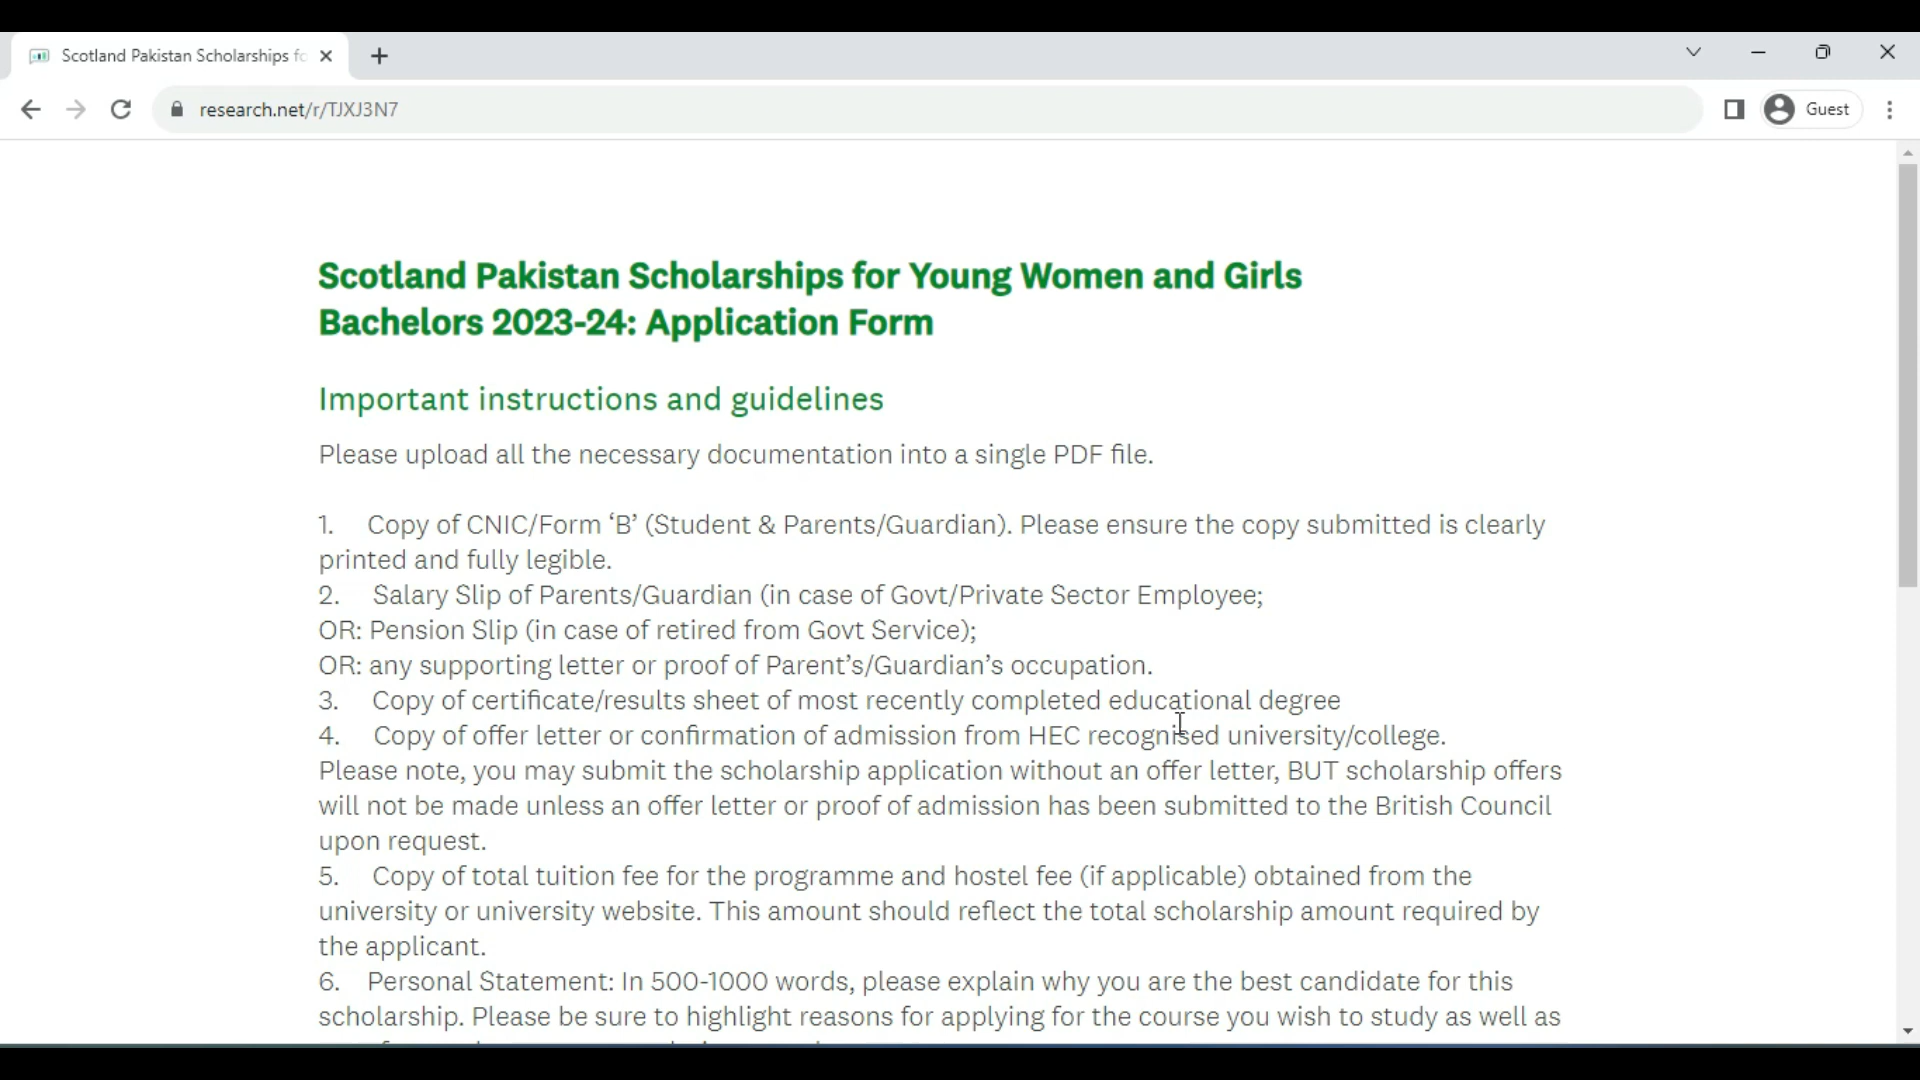 Scotland Pakistan Scholarships fo
research.net/r/TJXJ3N7
Guest
Scotland Pakistan Scholarships for Young Women and Girls
Bachelors 2023-24: Application Form
Important instructions and guidelines
Please upload all the necessary documentation into a single PDF file.
1. Copy of CNIC/Form ‘B’ (Student & Parents/Guardian). Please ensure the copy submitted is clearly
printed and fully legible.
2. Salary Slip of Parents/Guardian (in case of Govt/Private Sector Employee;
OR: Pension Slip (in case of retired from Govt Service);
OR: any supporting letter or proof of Parent’s/Guardian’s occupation.
3. Copy of certificate/results sheet of most recently completed educational degree
4. Copy of offer letter or confirmation of admission from HEC recognised university/college.
Please note, you may submit the scholarship application without an offer letter, BUT scholarship offers
will not be made unless an offer letter or proof of admission has been submitted to the British Council
upon request.
5. Copy of total tuition fee for the programme and hostel fee (if applicable) obtained from the
university or university website. This amount should reflect the total scholarship amount required by
the applicant.
6. Personal Statement: In 500-1000 words, please explain why you are the best candidate for this
scholarship. Please be sure to highlight reasons for applying for the course you wish to study as well as